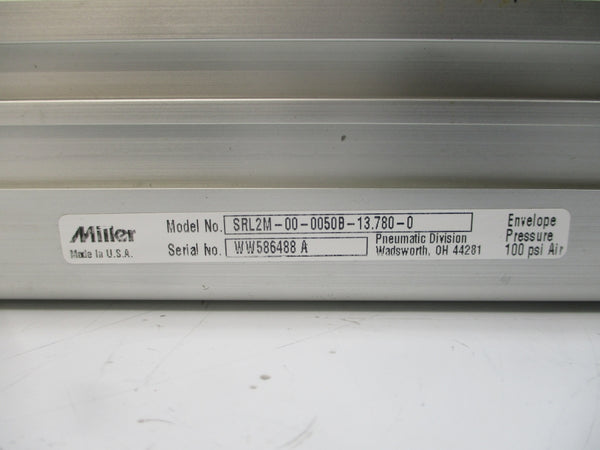 Miller
Made in U.S.A.
Model No. SRL2M-00-0050B-13.780-0
Serial No. WW586488 A
Pneumatic Division
Wadsworth, OH 44281
Envelope
Pressure
100 psi Air